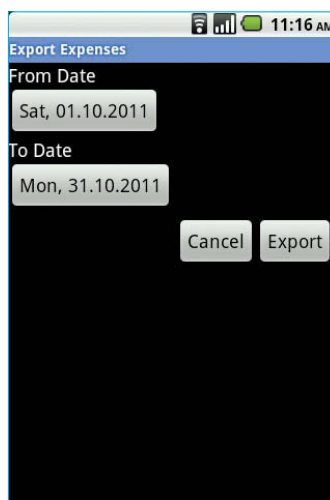 11:16 AM
Export Expenses
From Date
Sat, 01.10.2011
To Date
Mon, 31.10.2011
Cancel Export